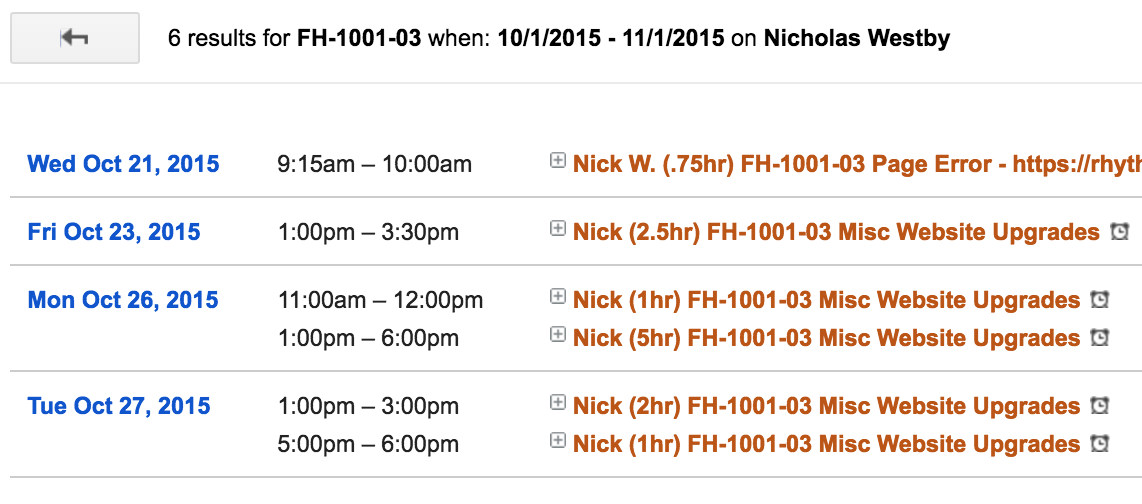 6 results for FH-1001-03 when: 10/1/2015 - 11/1/2015 on Nicholas Westby
Wed Oct 21, 2015 9:15am – 10:00am Nick W. (.75hr) FH-1001-03 Page Error - https://rhyth
Fri Oct 23, 2015 1:00pm – 3:30pm Nick (2.5hr) FH-1001-03 Misc Website Upgrades
Mon Oct 26, 2015 11:00am – 12:00pm Nick (1hr) FH-1001-03 Misc Website Upgrades
1:00pm – 6:00pm Nick (5hr) FH-1001-03 Misc Website Upgrades
Tue Oct 27, 2015 1:00pm – 3:00pm Nick (2hr) FH-1001-03 Misc Website Upgrades
5:00pm – 6:00pm Nick (1hr) FH-1001-03 Misc Website Upgrades